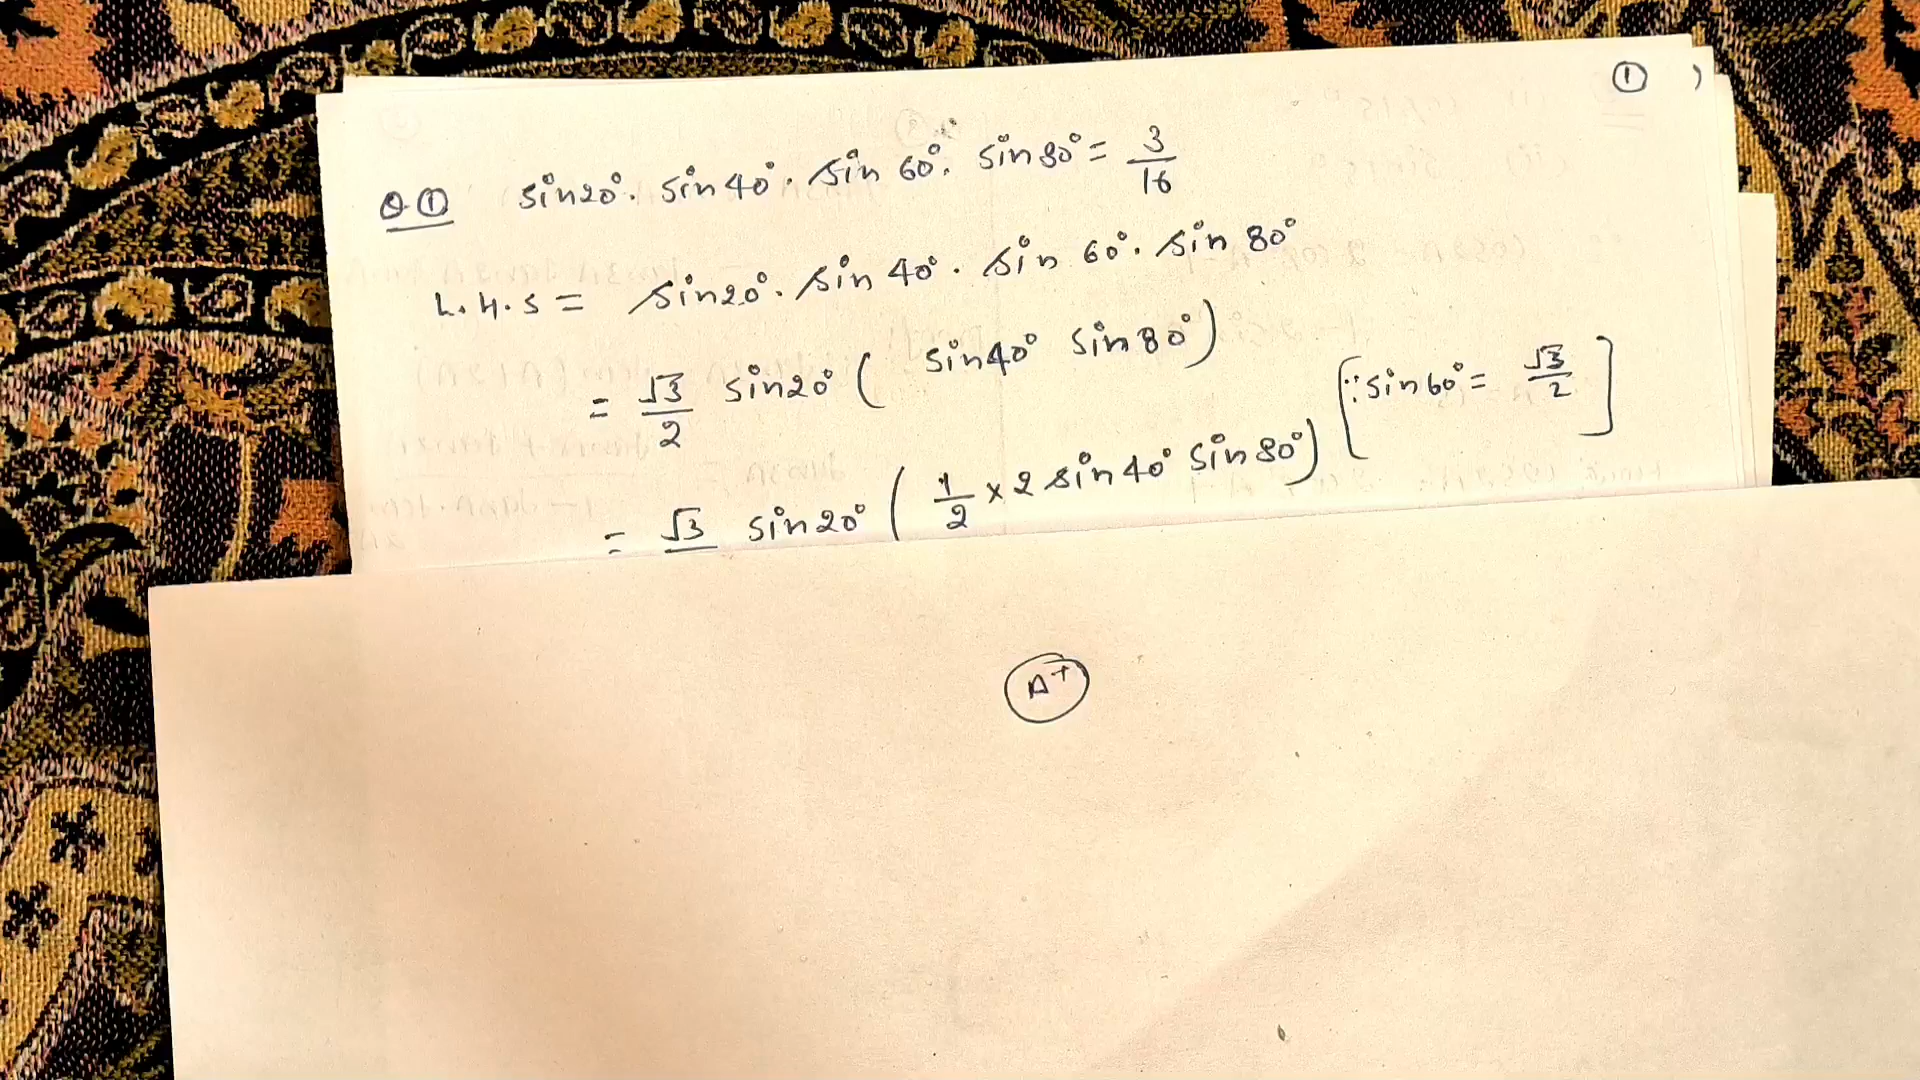 ①
Q① sin20°. sin40°. sin 60°. sin80° = 3/16
L.H.S = sin20°. sin 40°. sin 60°. sin 80°
= √3/2 sin20° ( sin40° sin80° )
[∵ sin60° = √3/2 ]
= √3 sin20° ( 1/2 × 2 sin40° sin80° )
A+